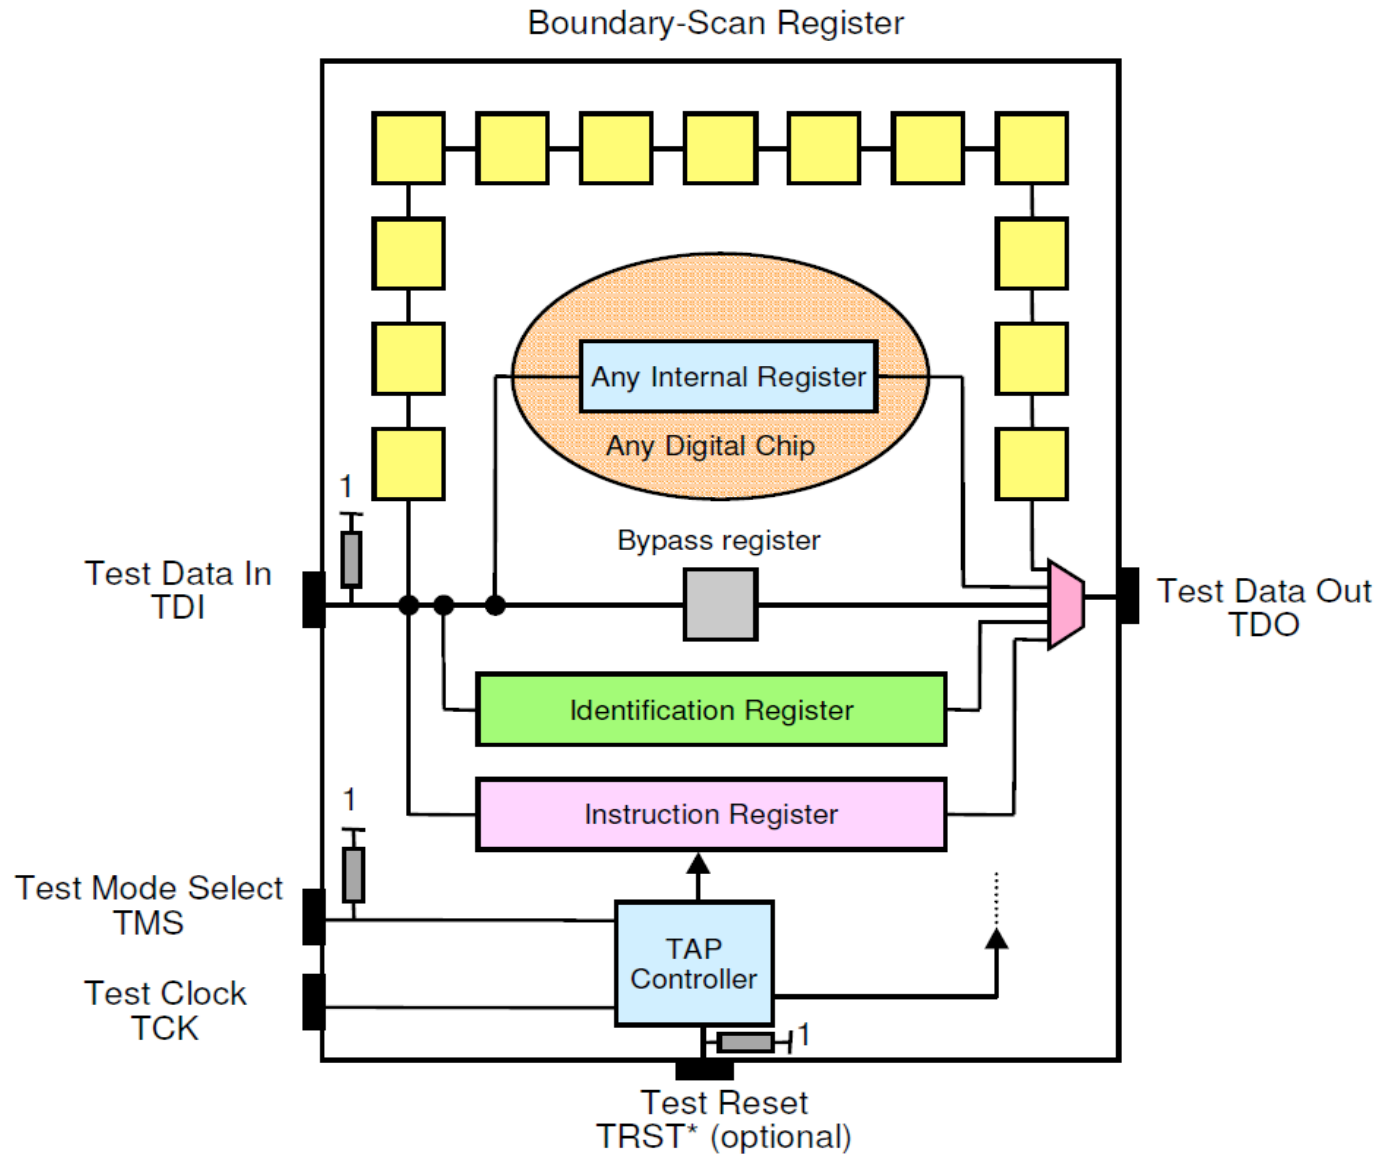 Boundary-Scan Register
Any Internal Register
Any Digital Chip
1
Bypass register
Test Data In
TDI
Test Data Out
TDO
Identification Register
1
Instruction Register
Test Mode Select
TMS
TAP
Controller
Test Clock
TCK
1
Test Reset
TRST* (optional)